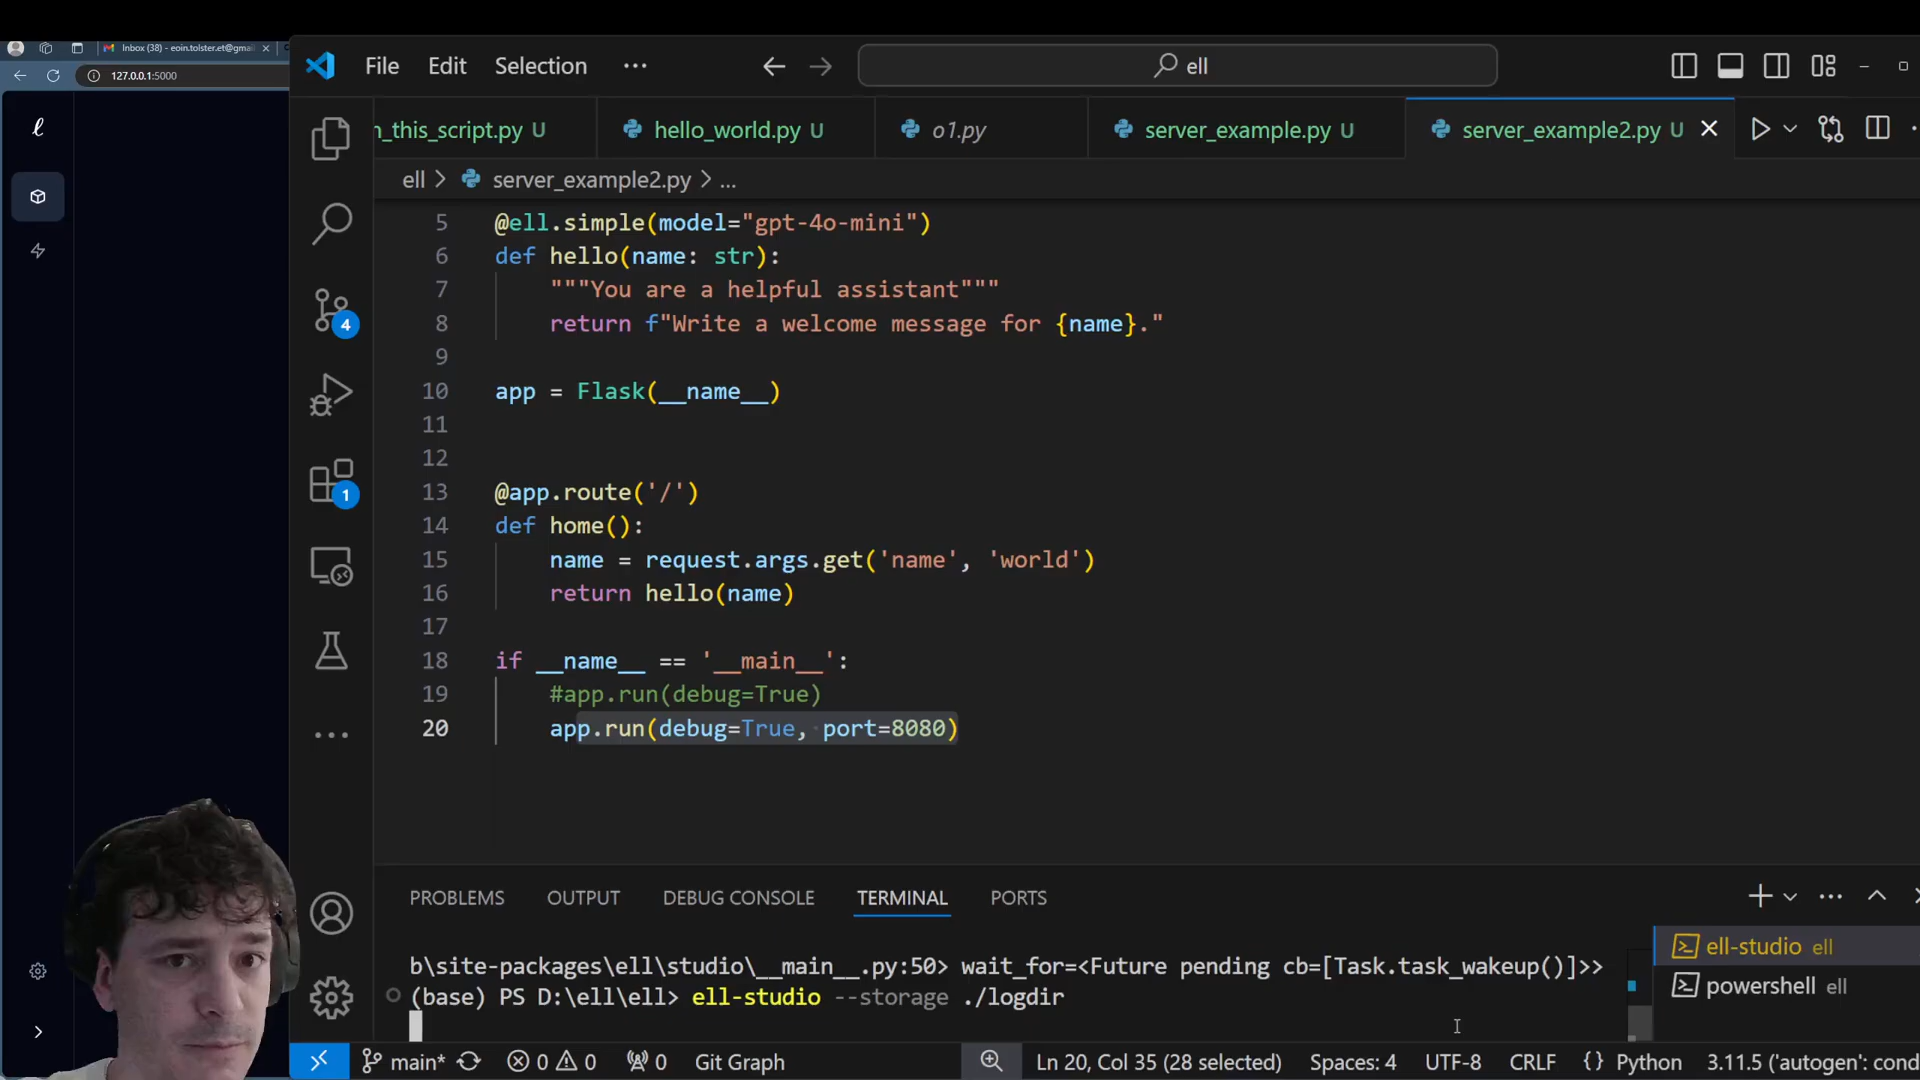 Inbox (38) - eoin.tolster.et@gmai
127.0.0.1:5000
ℓ
File Edit Selection ···
ell
n_this_script.py U
hello_world.py U
o1.py
server_example.py U
server_example2.py U
ell > server_example2.py > ...
5 @ell.simple(model="gpt-4o-mini")
6 def hello(name: str):
7 """You are a helpful assistant"""
8 return f"Write a welcome message for {name}."
9
10 app = Flask(__name__)
11
12
13 @app.route('/')
14 def home():
15 name = request.args.get('name', 'world')
16 return hello(name)
17
18 if __name__ == '__main__':
19 #app.run(debug=True)
20 app.run(debug=True, port=8080)
4
1
PROBLEMS OUTPUT DEBUG CONSOLE TERMINAL PORTS
b\site-packages\ell\studio\__main__.py:50> wait_for=<Future pending cb=[Task.task_wakeup()]>>
(base) PS D:\ell\ell> ell-studio --storage ./logdir
ell-studio ell
powershell ell
main* 0 0 0 Git Graph Ln 20, Col 35 (28 selected) Spaces: 4 UTF-8 CRLF {} Python 3.11.5 ('autogen': cond